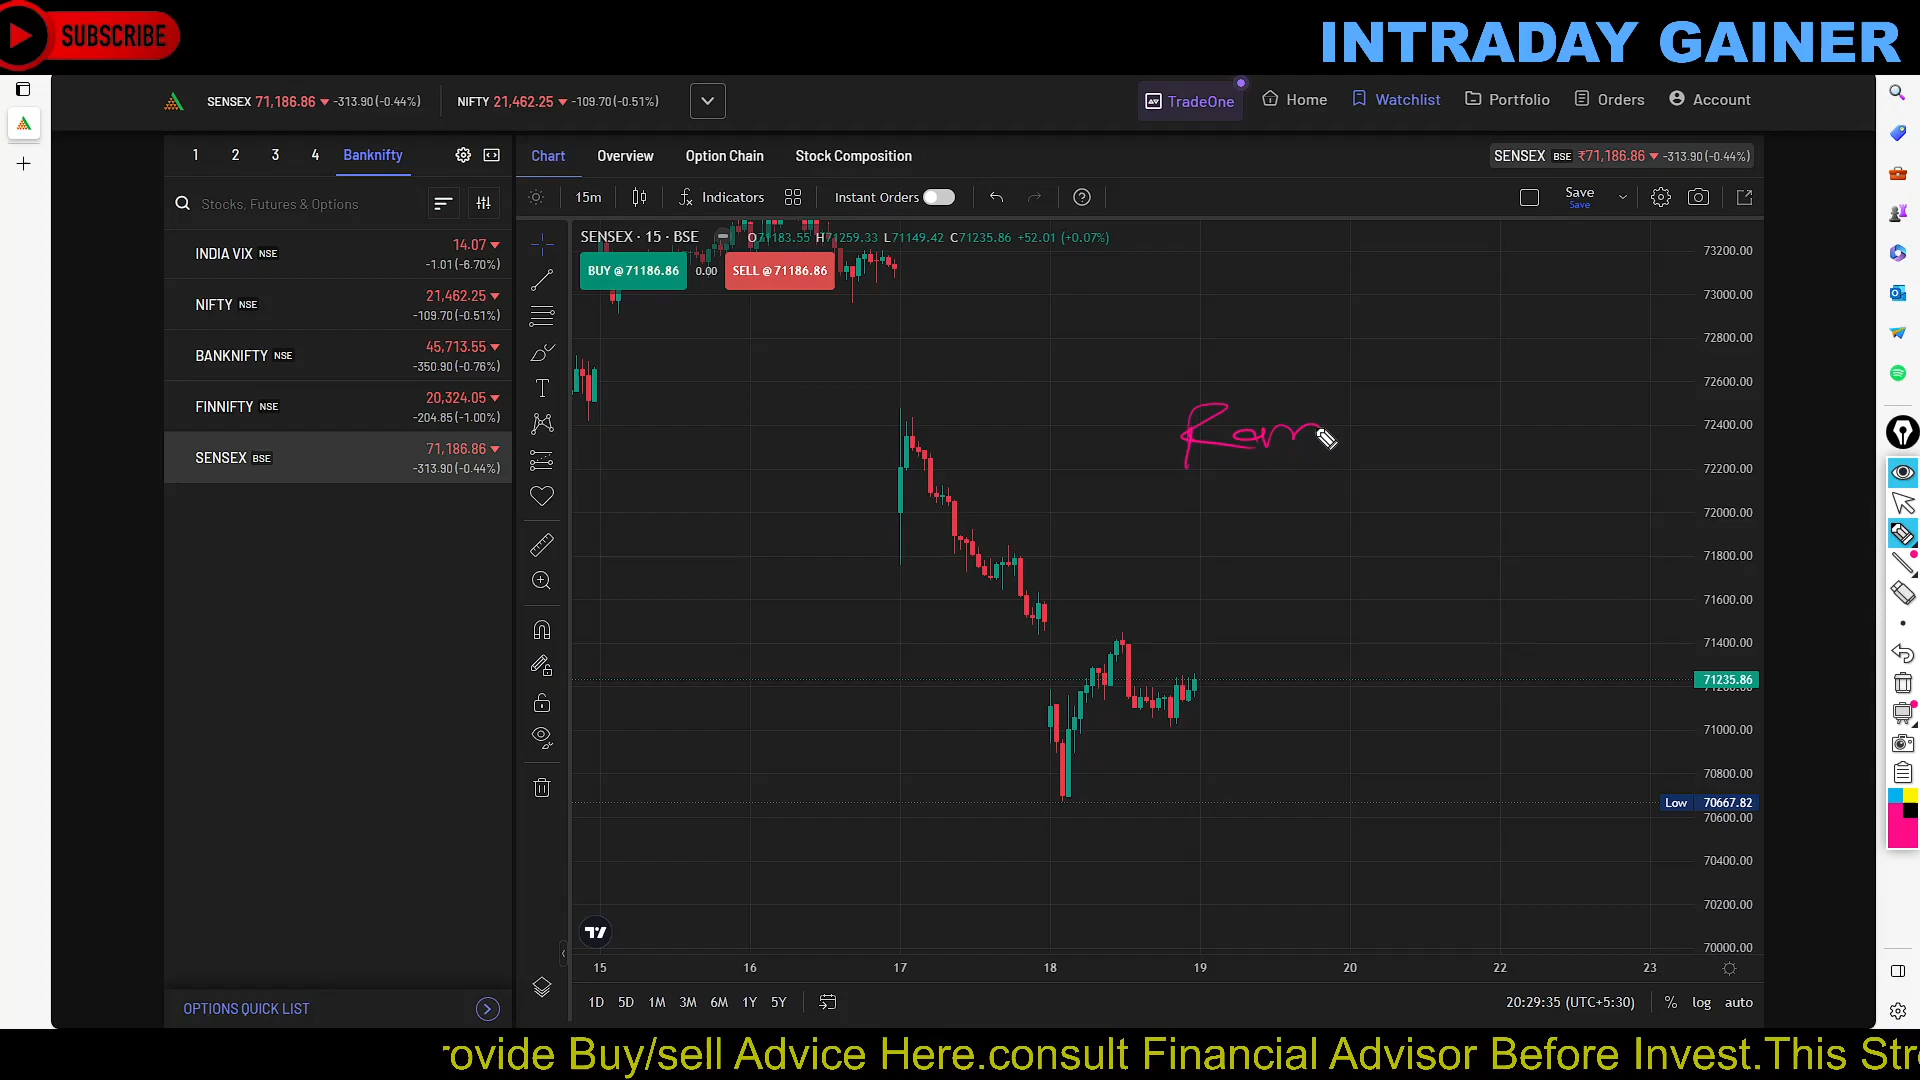 SUBSCRIBE
INTRADAY GAINER
SENSEX 71,186.86 -313.90 (-0.44%) NIFTY 21,462.25 -109.70 (-0.51%)
TradeOne Home Watchlist Portfolio Orders Account
1 2 3 4 Banknifty
Chart Overview Option Chain Stock Composition
SENSEX BSE ₹71,186.86 -313.90 (-0.44%)
Stocks, Futures & Options
15m Indicators Instant Orders Save
Save
INDIA VIX NSE 14.07
-1.01 (-6.70%)
NIFTY NSE 21,462.25
-109.70 (-0.51%)
BANKNIFTY NSE 45,713.55
-350.90 (-0.76%)
FINNIFTY NSE 20,324.05
-204.85 (-1.00%)
SENSEX BSE 71,186.86
-313.90 (-0.44%)
OPTIONS QUICK LIST
SENSEX · 15 · BSE O71183.55 H71259.33 L71149.42 C71235.86 +52.01 (+0.07%)
BUY @ 71186.86 0.00 SELL @ 71186.86
Ram
73200.00
73000.00
72800.00
72600.00
72400.00
72200.00
72000.00
71800.00
71600.00
71400.00
71235.86
71200.00
71000.00
70800.00
Low 70667.82
70600.00
70400.00
70200.00
70000.00
15 16 17 18 19 20 22 23
1D 5D 1M 3M 6M 1Y 5Y 20:29:35 (UTC+5:30) % log auto
ovide Buy/sell Advice Here.consult Financial Advisor Before Invest.This Stre